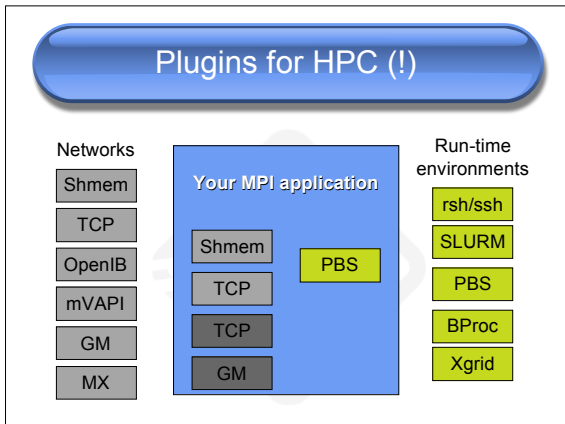 Plugins for HPC (!)
Networks
Shmem
TCP
OpenIB
mVAPI
GM
MX
Your MPI application
Shmem
TCP
TCP
GM
PBS
Run-time
environments
rsh/ssh
SLURM
PBS
BProc
Xgrid